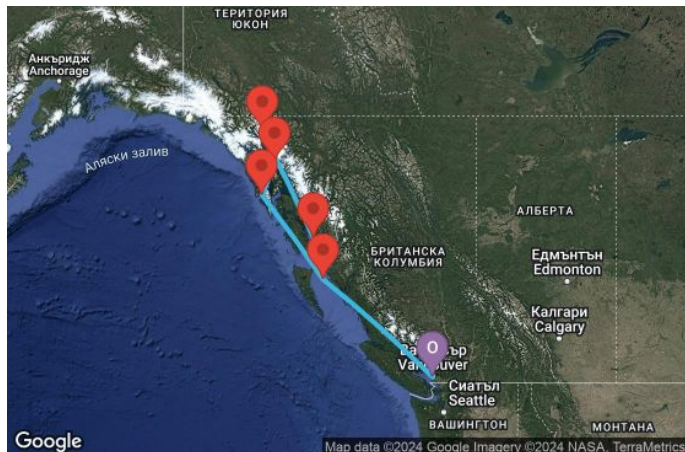 ТЕРИТОРИЯ
ЮКОН
Анкъридж
Anchorage
Аляски залив
АЛБЕРТА
БРИТАНСКА
КОЛУМБИЯ
Едмънтън
Edmonton
Калгари
Calgary
O
Сиатъл
Seattle
ВАШИНГТОН
МОНТАНА
Google
Map data ©2024 Google Imagery ©2024 NASA, TerraMetrics